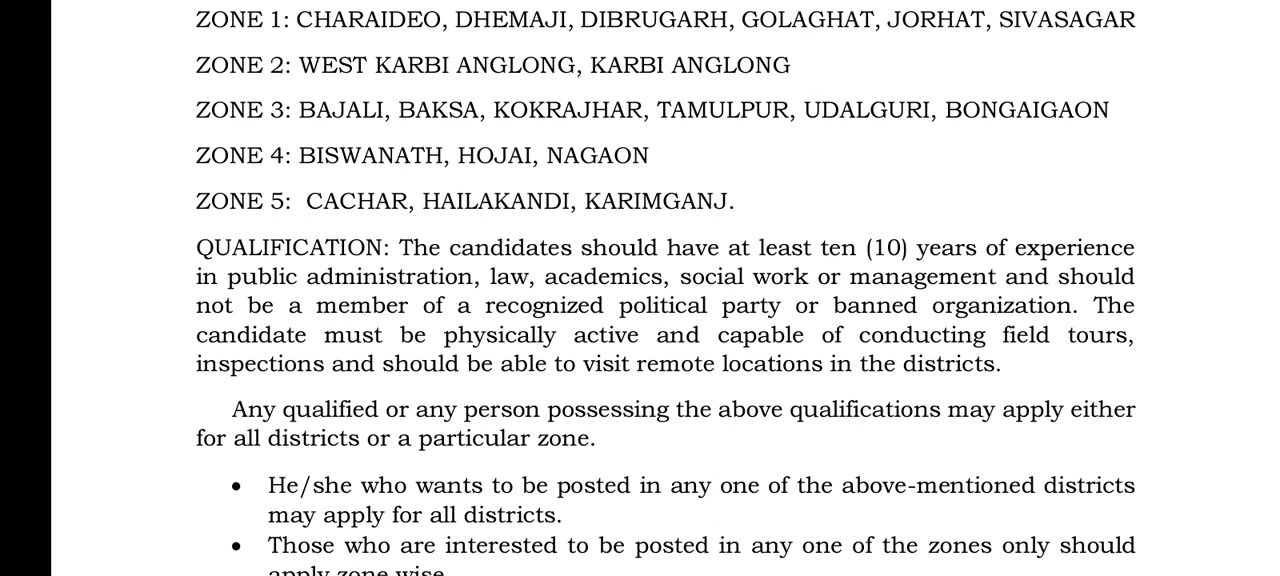 ZONE 1: CHARAIDEO, DHEMAJI, DIBRUGARH, GOLAGHAT, JORHAT, SIVASAGAR
ZONE 2: WEST KARBI ANGLONG, KARBI ANGLONG
ZONE 3: BAJALI, BAKSA, KOKRAJHAR, TAMULPUR, UDALGURI, BONGAIGAON
ZONE 4: BISWANATH, HOJAI, NAGAON
ZONE 5: CACHAR, HAILAKANDI, KARIMGANJ.
QUALIFICATION: The candidates should have at least ten (10) years of experience
in public administration, law, academics, social work or management and should
not be a member of a recognized political party or banned organization. The
candidate must be physically active and capable of conducting field tours,
inspections and should be able to visit remote locations in the districts.
Any qualified or any person possessing the above qualifications may apply either
for all districts or a particular zone.
• He/she who wants to be posted in any one of the above-mentioned districts
may apply for all districts.
• Those who are interested to be posted in any one of the zones only should
apply zone wise